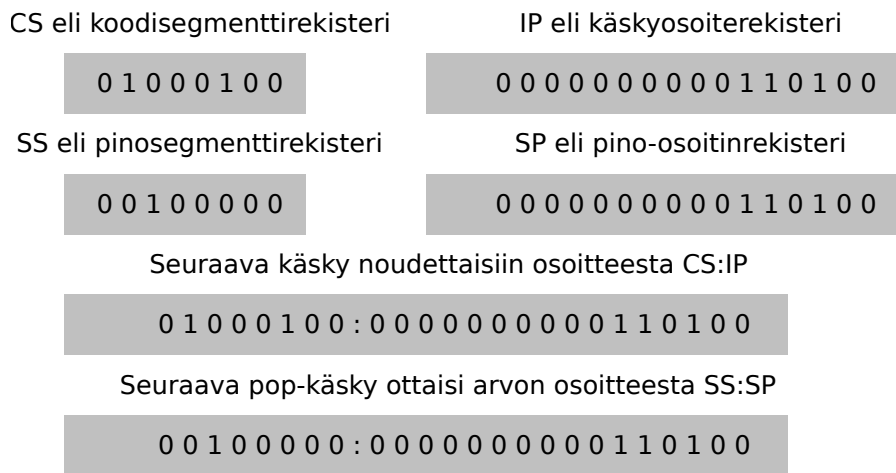 CS eli koodisegmenttirekisteri IP eli käskyosoiterekisteri
0 1 0 0 0 1 0 0 0 0 0 0 0 0 0 0 0 0 1 1 0 1 0 0
SS eli pinosegmenttirekisteri SP eli pino-osoitinrekisteri
0 0 1 0 0 0 0 0 0 0 0 0 0 0 0 0 0 0 1 1 0 1 0 0
Seuraava käsky noudettaisiin osoitteesta CS:IP
0 1 0 0 0 1 0 0 : 0 0 0 0 0 0 0 0 0 0 1 1 0 1 0 0
Seuraava pop-käsky ottaisi arvon osoitteesta SS:SP
0 0 1 0 0 0 0 0 : 0 0 0 0 0 0 0 0 0 0 1 1 0 1 0 0